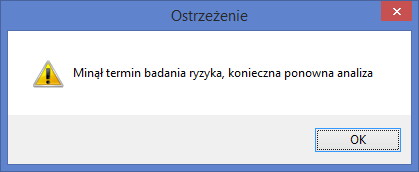 Ostrzeżenie
Minął termin badania ryzyka, konieczna ponowna analiza
OK